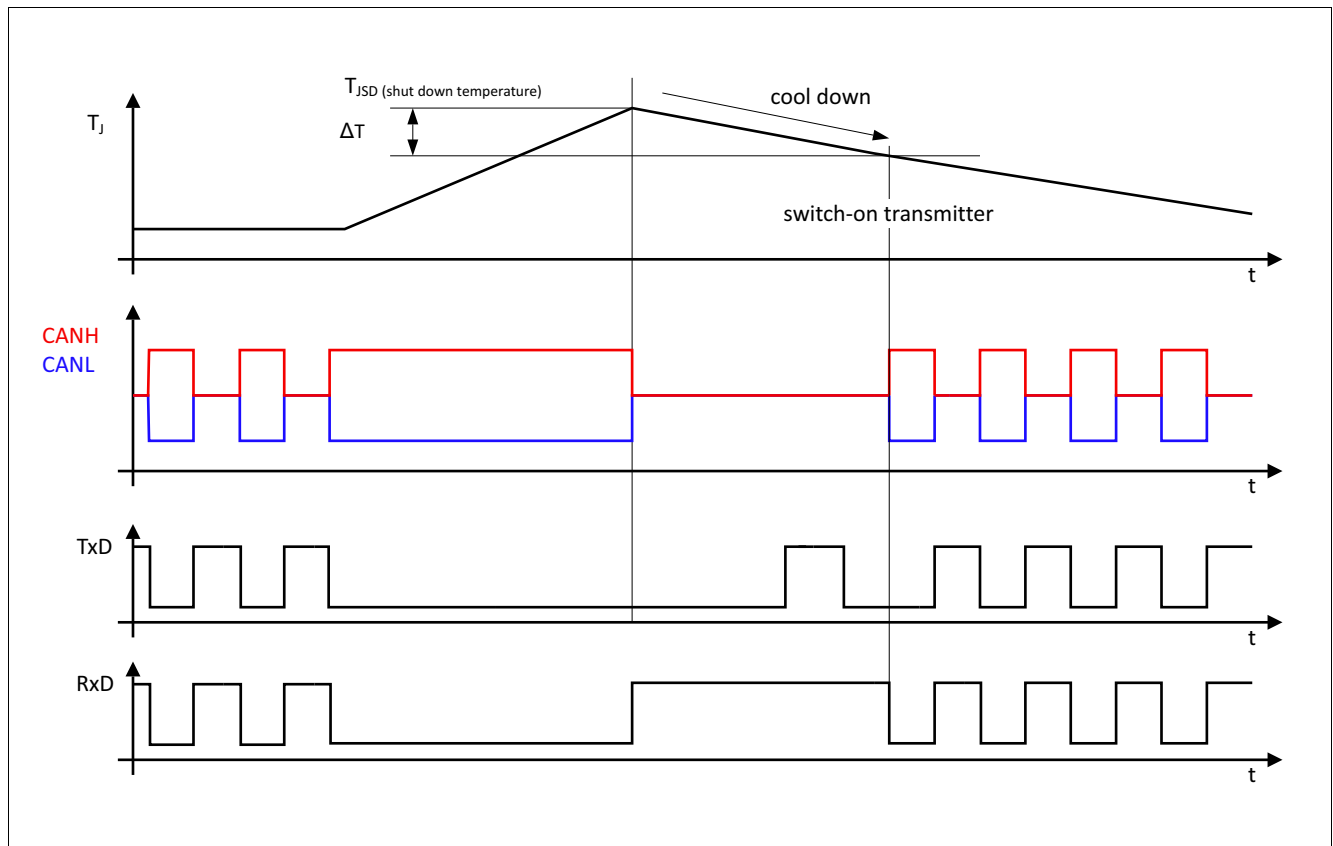 T_JSD (shut down temperature)
cool down
T_J
ΔT
switch-on transmitter
t
CANH
CANL
t
TxD
t
RxD
t